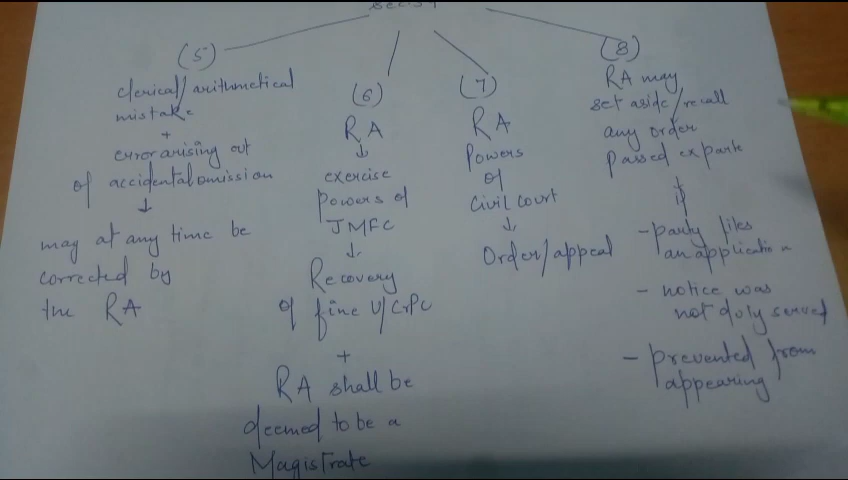 (5)
clerical/arithmetical
mistake
+
error arising out
of accidental omission
↓
may at any time be
corrected by
the RA
(6)
RA
↓
exercise
powers of
JMFC
↓
Recovery
of fine U/CrPC
+
RA shall be
deemed to be a
Magistrate
(7)
RA
Powers
of
Civil Court
↓
Order/appeal
(8)
RA may
set aside/recall
any order
passed exparte
↓
if
- party files
an application
- notice was
not duly served
- prevented from
appearing